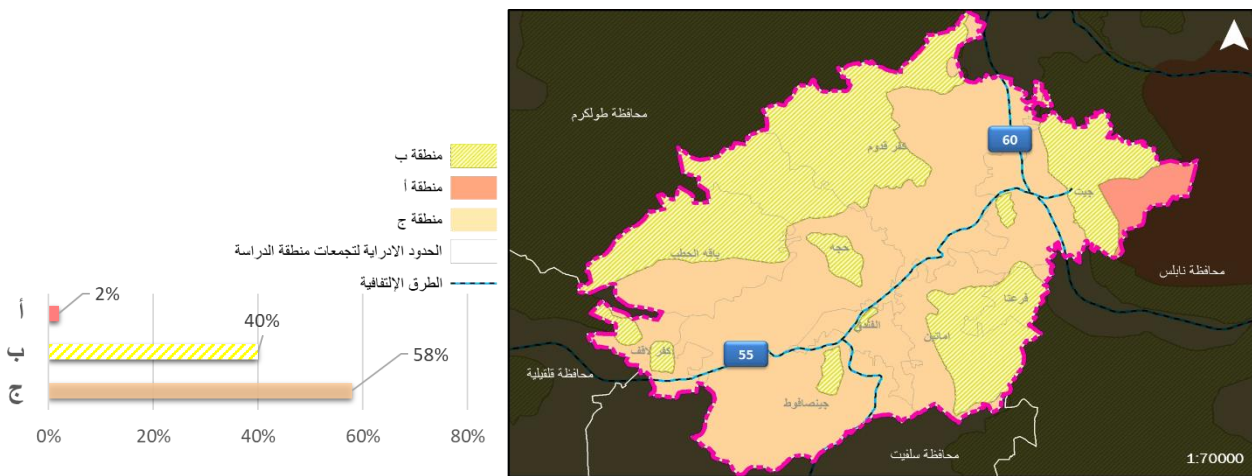 منطقة ب
منطقة أ
منطقة ج
الحدود الادراية لتجمعات منطقة الدراسة
الطرق الإلتفافية
أ
2%
ب
40%
ج
58%
0%
20%
40%
60%
80%
محافظة طولكرم
60
كفر قدوم
جيت
حجه
باقه الحطب
محافظة نابلس
فرعتا
الفندق
اماتين
55
كفر لاقف
محافظة قلقيلية
جينصافوط
محافظة سلفيت
1:70000